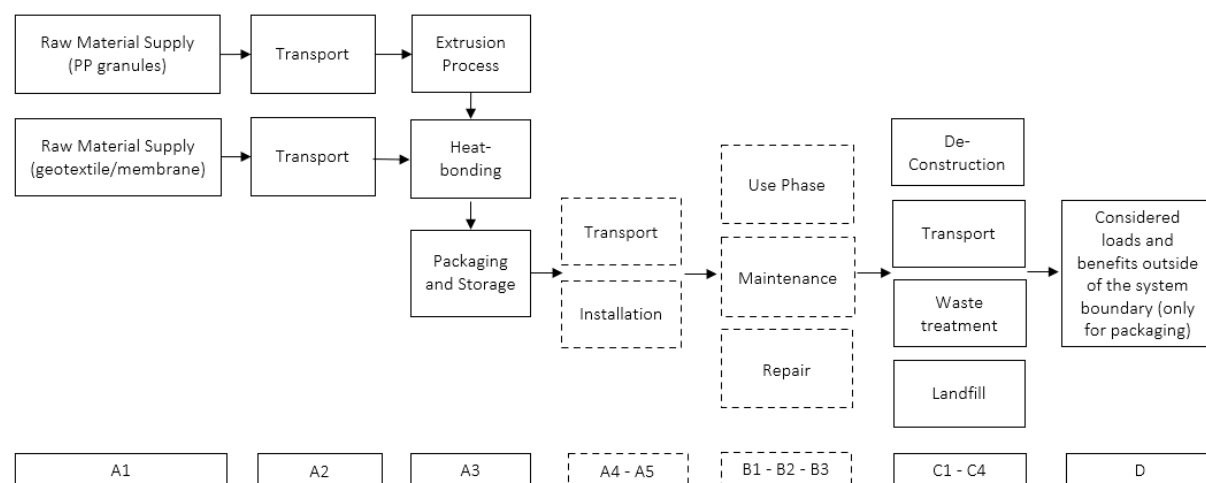 Raw Material Supply
(PP granules)
Transport
Extrusion
Process
Raw Material Supply
(geotextile/membrane)
Transport
Heat-
bonding
Packaging
and Storage
Transport
Installation
Use Phase
Maintenance
Repair
De-
Construction
Transport
Waste
treatment
Landfill
Considered
loads and
benefits outside
of the system
boundary (only
for packaging)
A1
A2
A3
A4 - A5
B1 - B2 - B3
C1 - C4
D